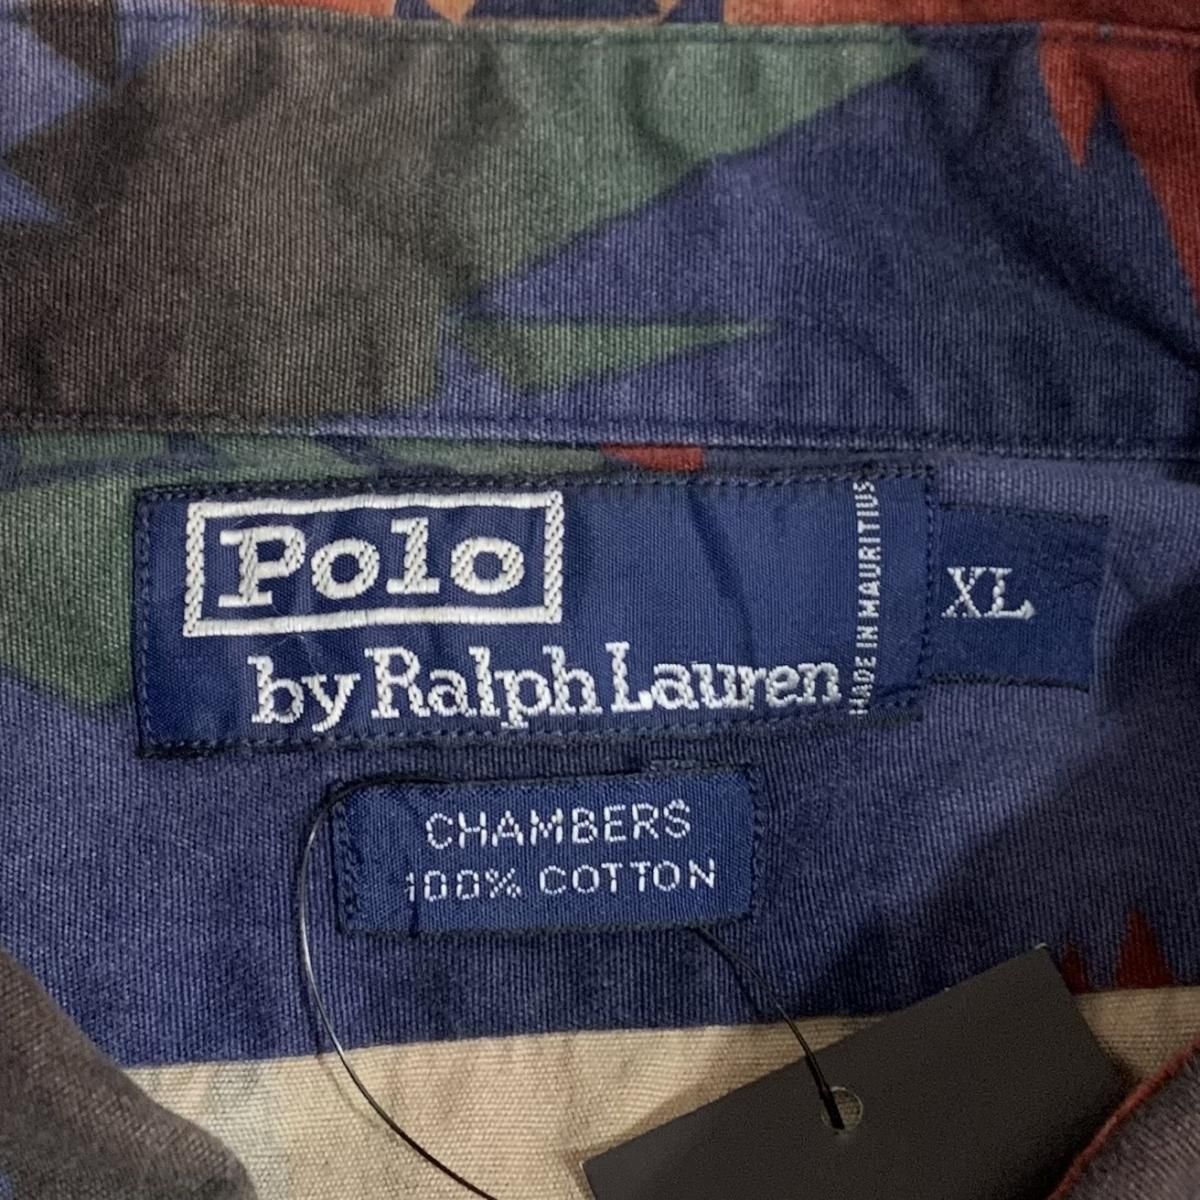 Polo
by Ralph Lauren
MADE IN MAURITIUS
XL
CHAMBERS
100% COTTON